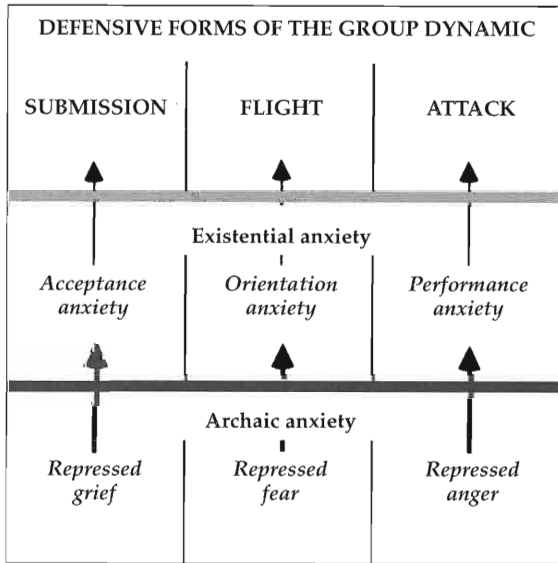 DEFENSIVE FORMS OF THE GROUP DYNAMIC
SUBMISSION FLIGHT ATTACK
Existential anxiety
Acceptance Orientation Performance
anxiety anxiety anxiety
Archaic anxiety
Repressed Repressed Repressed
grief fear anger